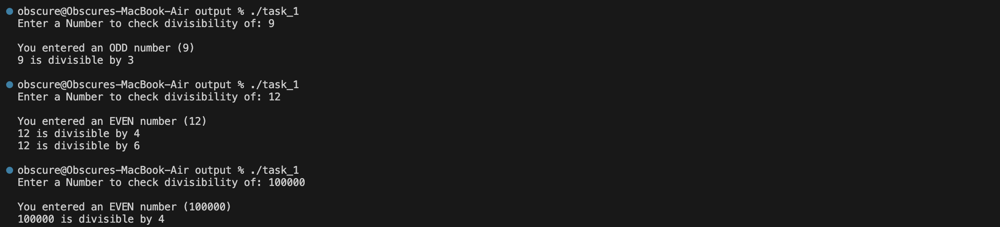 obscure@Obscures-MacBook-Air output % ./task_1
Enter a Number to check divisibility of: 9
You entered an ODD number (9)
9 is divisible by 3
obscure@Obscures-MacBook-Air output % ./task_1
Enter a Number to check divisibility of: 12
You entered an EVEN number (12)
12 is divisible by 4
12 is divisible by 6
obscure@Obscures-MacBook-Air output % ./task_1
Enter a Number to check divisibility of: 100000
You entered an EVEN number (100000)
100000 is divisible by 4